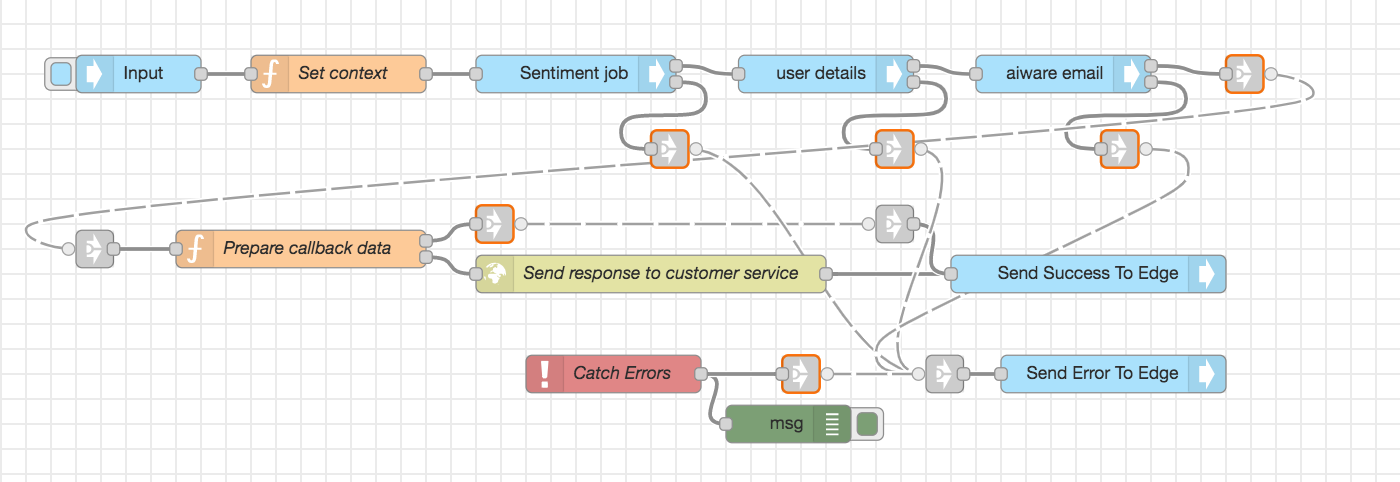 Input
Set context
Sentiment job
user details
aiware email
Prepare callback data
Send response to customer service
Send Success To Edge
Catch Errors
Send Error To Edge
msg